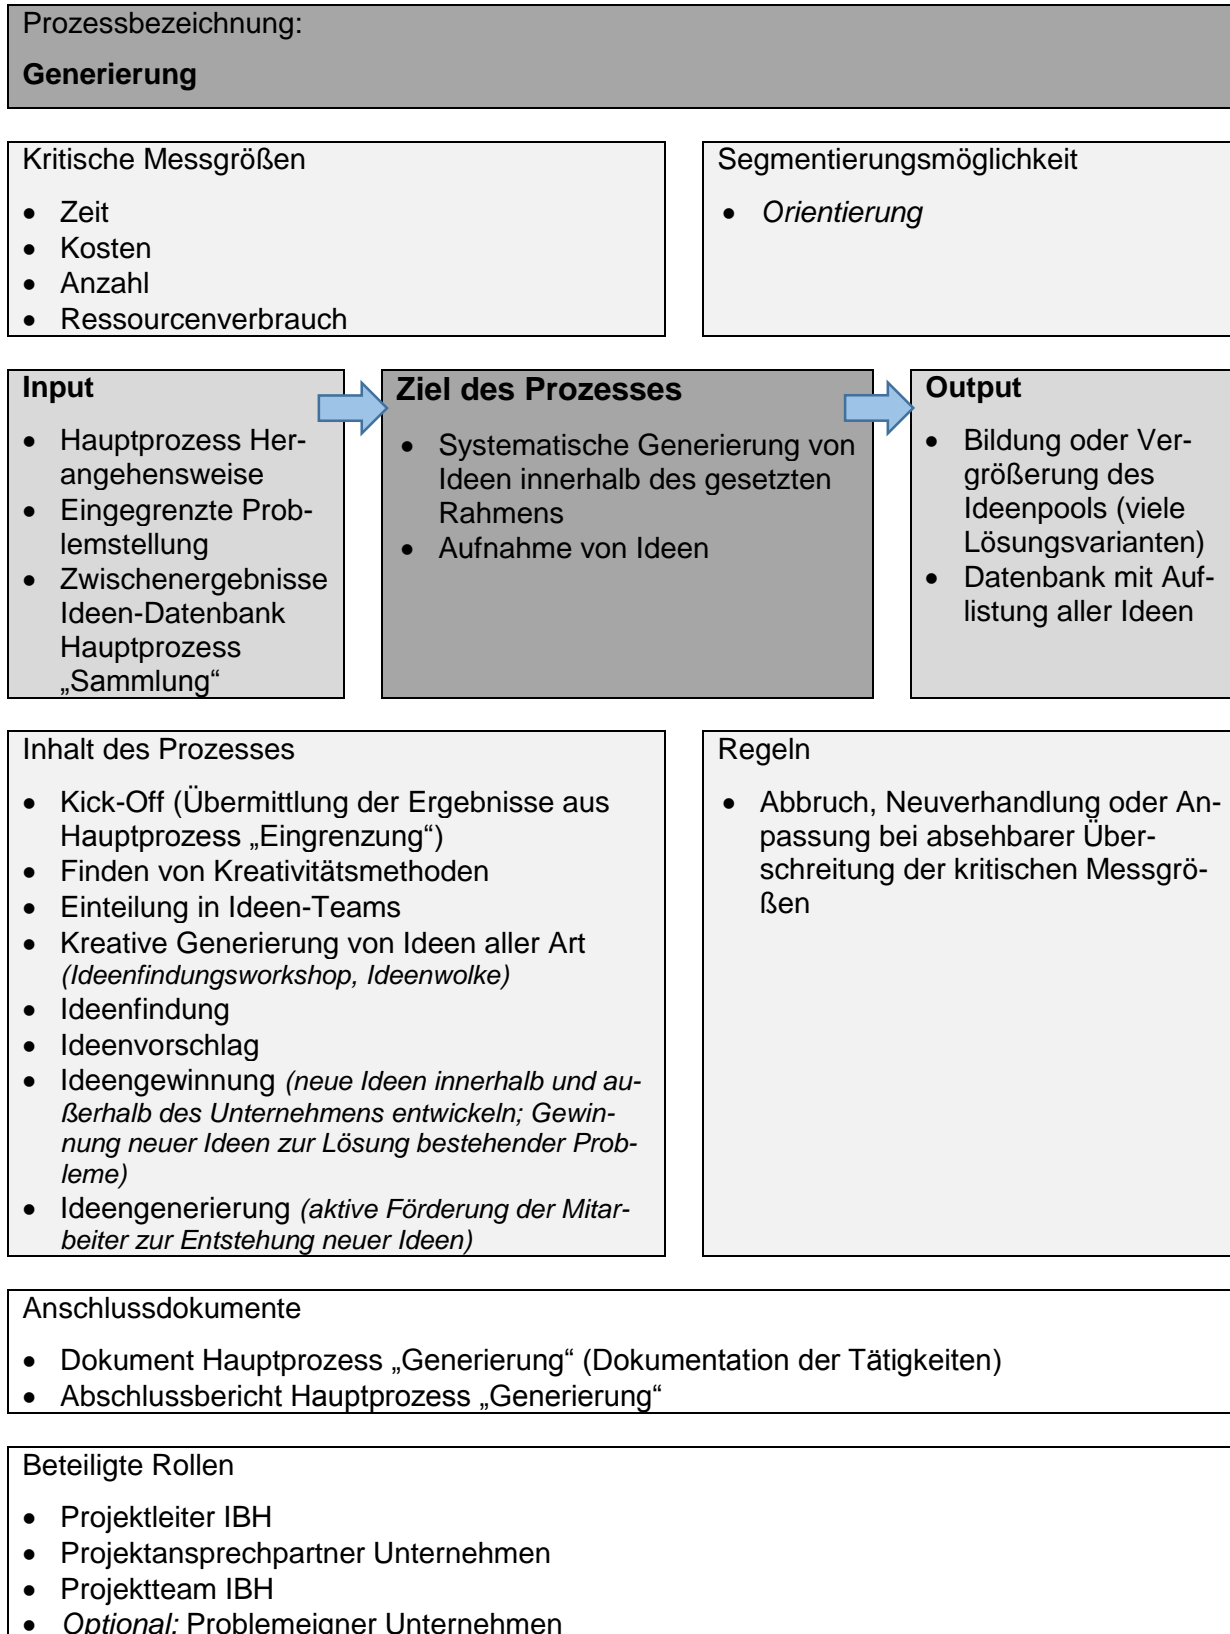 Prozessbezeichnung:
Generierung
Kritische Messgrößen
• Zeit
• Kosten
• Anzahl
• Ressourcenverbrauch
Segmentierungsmöglichkeit
• Orientierung
Input
• Hauptprozess Her-
angehensweise
• Eingegrenzte Prob-
lemstellung
• Zwischenergebnisse
Ideen-Datenbank
Hauptprozess
„Sammlung“
Ziel des Prozesses
• Systematische Generierung von
Ideen innerhalb des gesetzten
Rahmens
• Aufnahme von Ideen
Output
• Bildung oder Ver-
größerung des
Ideenpools (viele
Lösungsvarianten)
• Datenbank mit Auf-
listung aller Ideen
Inhalt des Prozesses
• Kick-Off (Übermittlung der Ergebnisse aus
Hauptprozess „Eingrenzung“)
• Finden von Kreativitätsmethoden
• Einteilung in Ideen-Teams
• Kreative Generierung von Ideen aller Art
(Ideenfindungsworkshop, Ideenwolke)
• Ideenfindung
• Ideenvorschlag
• Ideengewinnung (neue Ideen innerhalb und au-
ßerhalb des Unternehmens entwickeln; Gewin-
nung neuer Ideen zur Lösung bestehender Prob-
leme)
• Ideengenerierung (aktive Förderung der Mitar-
beiter zur Entstehung neuer Ideen)
Regeln
• Abbruch, Neuverhandlung oder An-
passung bei absehbarer Über-
schreitung der kritischen Messgrö-
ßen
Anschlussdokumente
• Dokument Hauptprozess „Generierung“ (Dokumentation der Tätigkeiten)
• Abschlussbericht Hauptprozess „Generierung“
Beteiligte Rollen
• Projektleiter IBH
• Projektansprechpartner Unternehmen
• Projektteam IBH
• Optional: Problemeigner Unternehmen